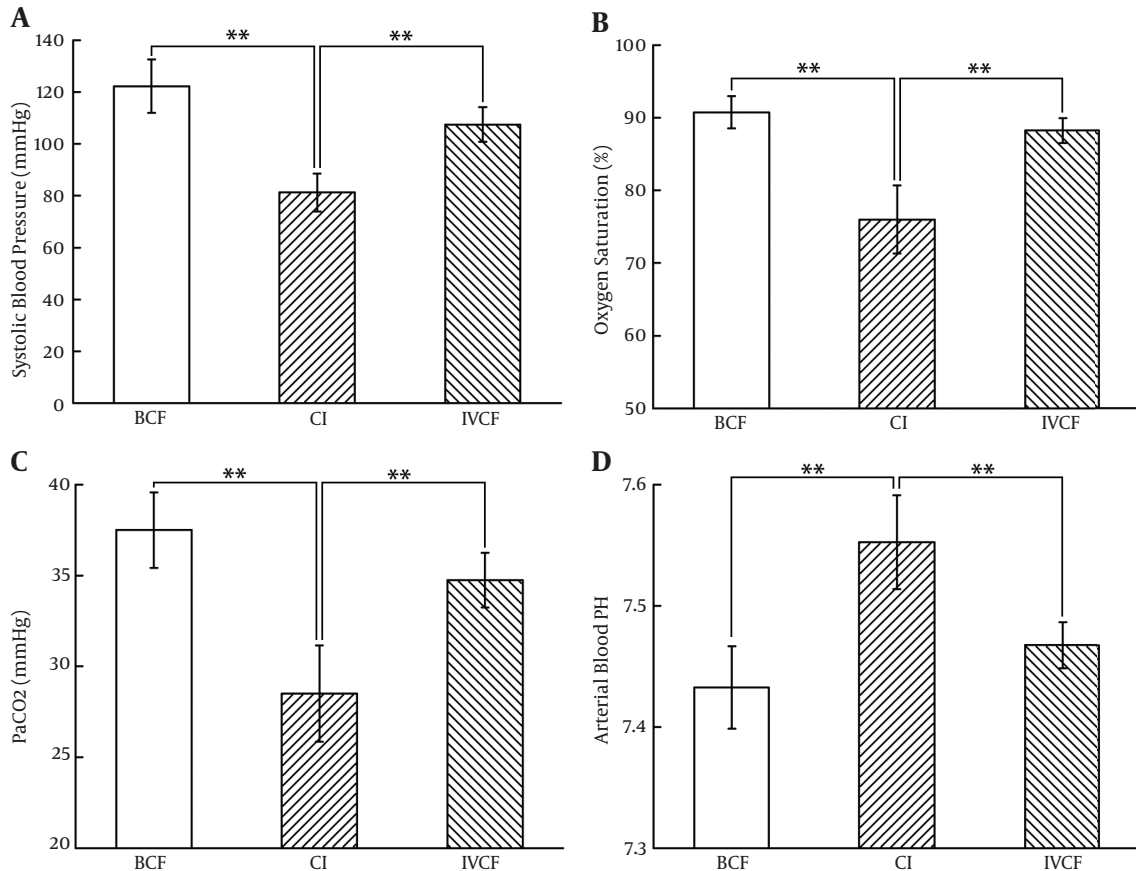 A
Systolic Blood Pressure (mmHg)
140
120
100
80
60
40
20
0
**
**
BCF
CI
IVCF
B
Oxygen Saturation (%)
100
90
80
70
60
50
**
**
BCF
CI
IVCF
C
PaCO2 (mmHg)
40
35
30
25
20
**
**
BCF
CI
IVCF
D
Arterial Blood PH
7.6
7.5
7.4
7.3
**
**
BCF
CI
IVCF